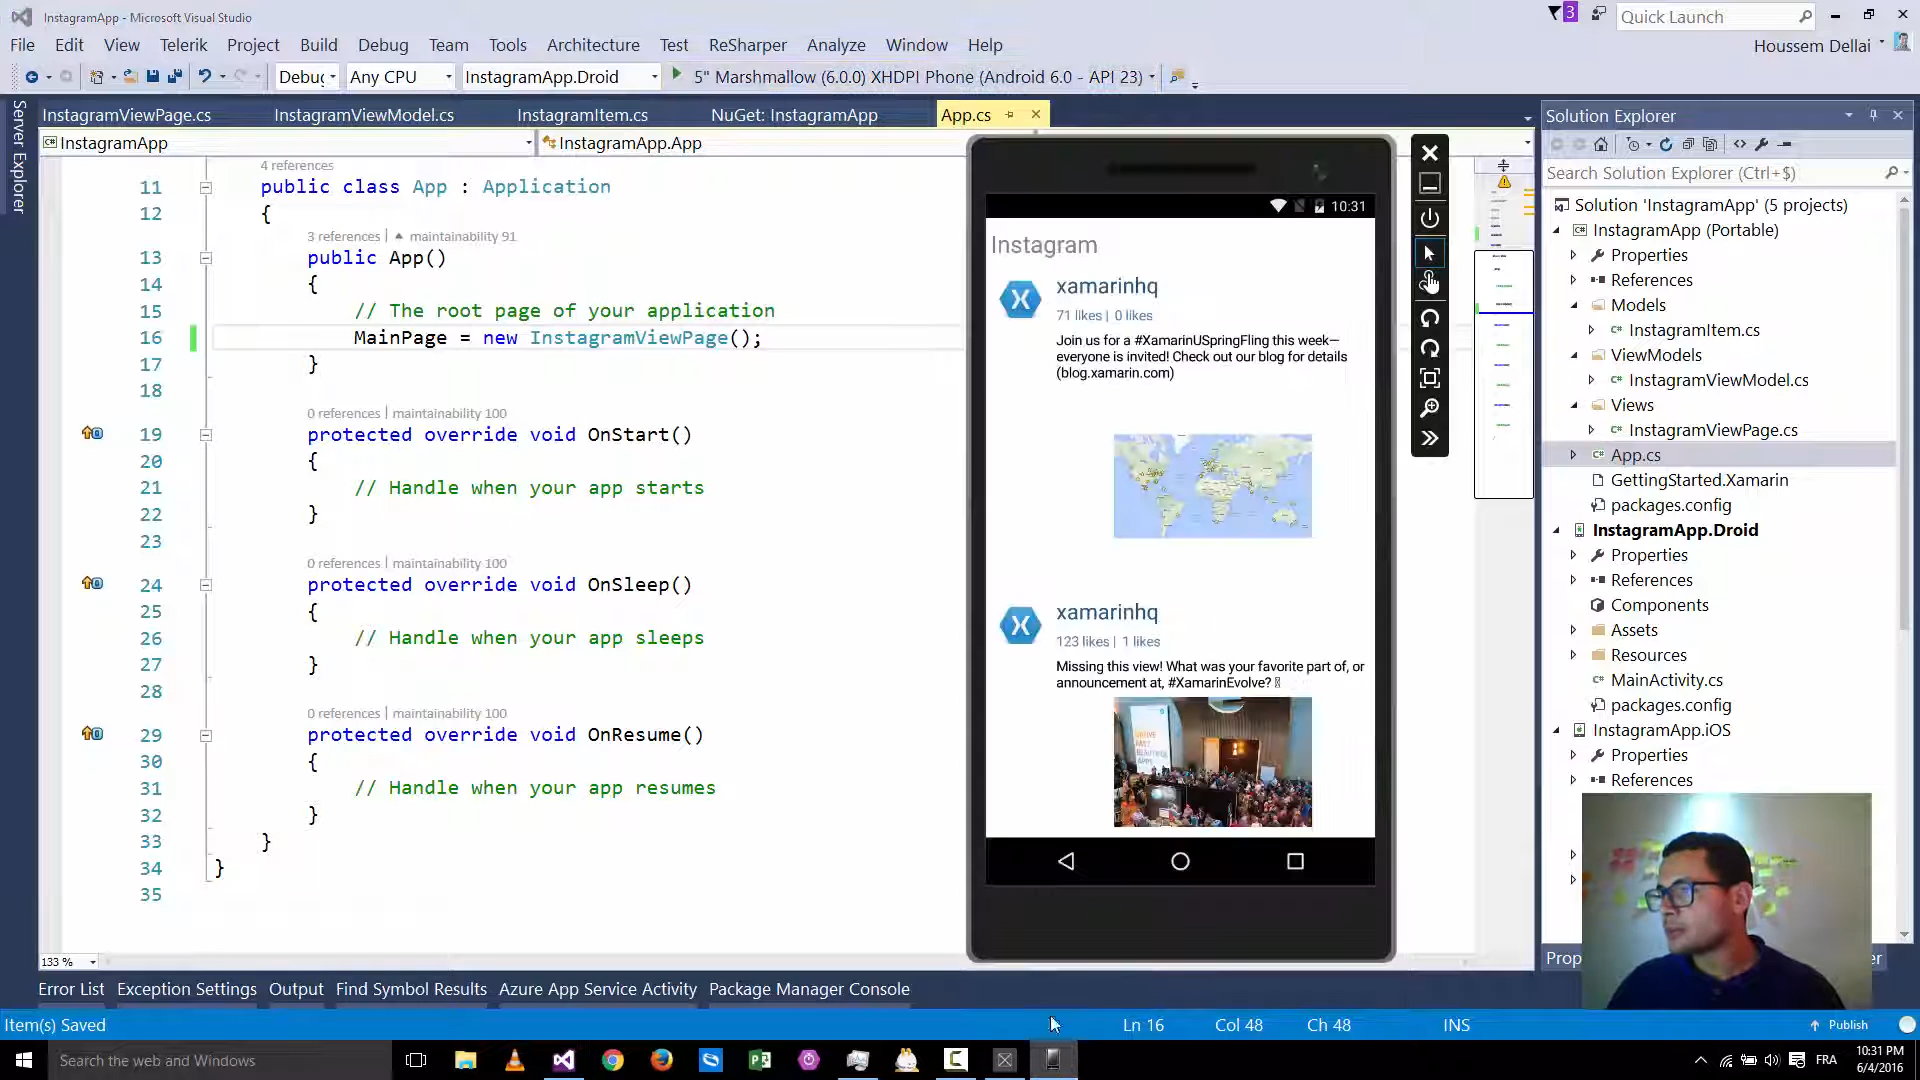 InstagramApp - Microsoft Visual Studio
3
Quick Launch
File Edit View Telerik Project Build Debug Team Tools Architecture Test ReSharper Analyze Window Help
Houssem Dellai
Debug Any CPU InstagramApp.Droid 5" Marshmallow (6.0.0) XHDPI Phone (Android 6.0 - API 23)
Server Explorer
InstagramViewPage.cs InstagramViewModel.cs InstagramItem.cs NuGet: InstagramApp App.cs
InstagramApp InstagramApp.App
4 references
11 public class App : Application
12 {
3 references | maintainability 91
13 public App()
14 {
15 // The root page of your application
16 MainPage = new InstagramViewPage();
17 }
18
0 references | maintainability 100
19 protected override void OnStart()
20 {
21 // Handle when your app starts
22 }
23
0 references | maintainability 100
24 protected override void OnSleep()
25 {
26 // Handle when your app sleeps
27 }
28
0 references | maintainability 100
29 protected override void OnResume()
30 {
31 // Handle when your app resumes
32 }
33 }
34 }
35
133 %
10:31
Instagram
xamarinhq
71 likes | 0 likes
Join us for a #XamarinUSpringFling this week—
everyone is invited! Check out our blog for details
(blog.xamarin.com)
xamarinhq
123 likes | 1 likes
Missing this view! What was your favorite part of, or
announcement at, #XamarinEvolve?
Solution Explorer
Search Solution Explorer (Ctrl+$)
Solution 'InstagramApp' (5 projects)
InstagramApp (Portable)
Properties
References
Models
InstagramItem.cs
ViewModels
InstagramViewModel.cs
Views
InstagramViewPage.cs
App.cs
GettingStarted.Xamarin
packages.config
InstagramApp.Droid
Properties
References
Components
Assets
Resources
MainActivity.cs
packages.config
InstagramApp.iOS
Properties
References
Error List Exception Settings Output Find Symbol Results Azure App Service Activity Package Manager Console
Item(s) Saved Ln 16 Col 48 Ch 48 INS Publish
Search the web and Windows
FRA
10:31 PM
6/4/2016